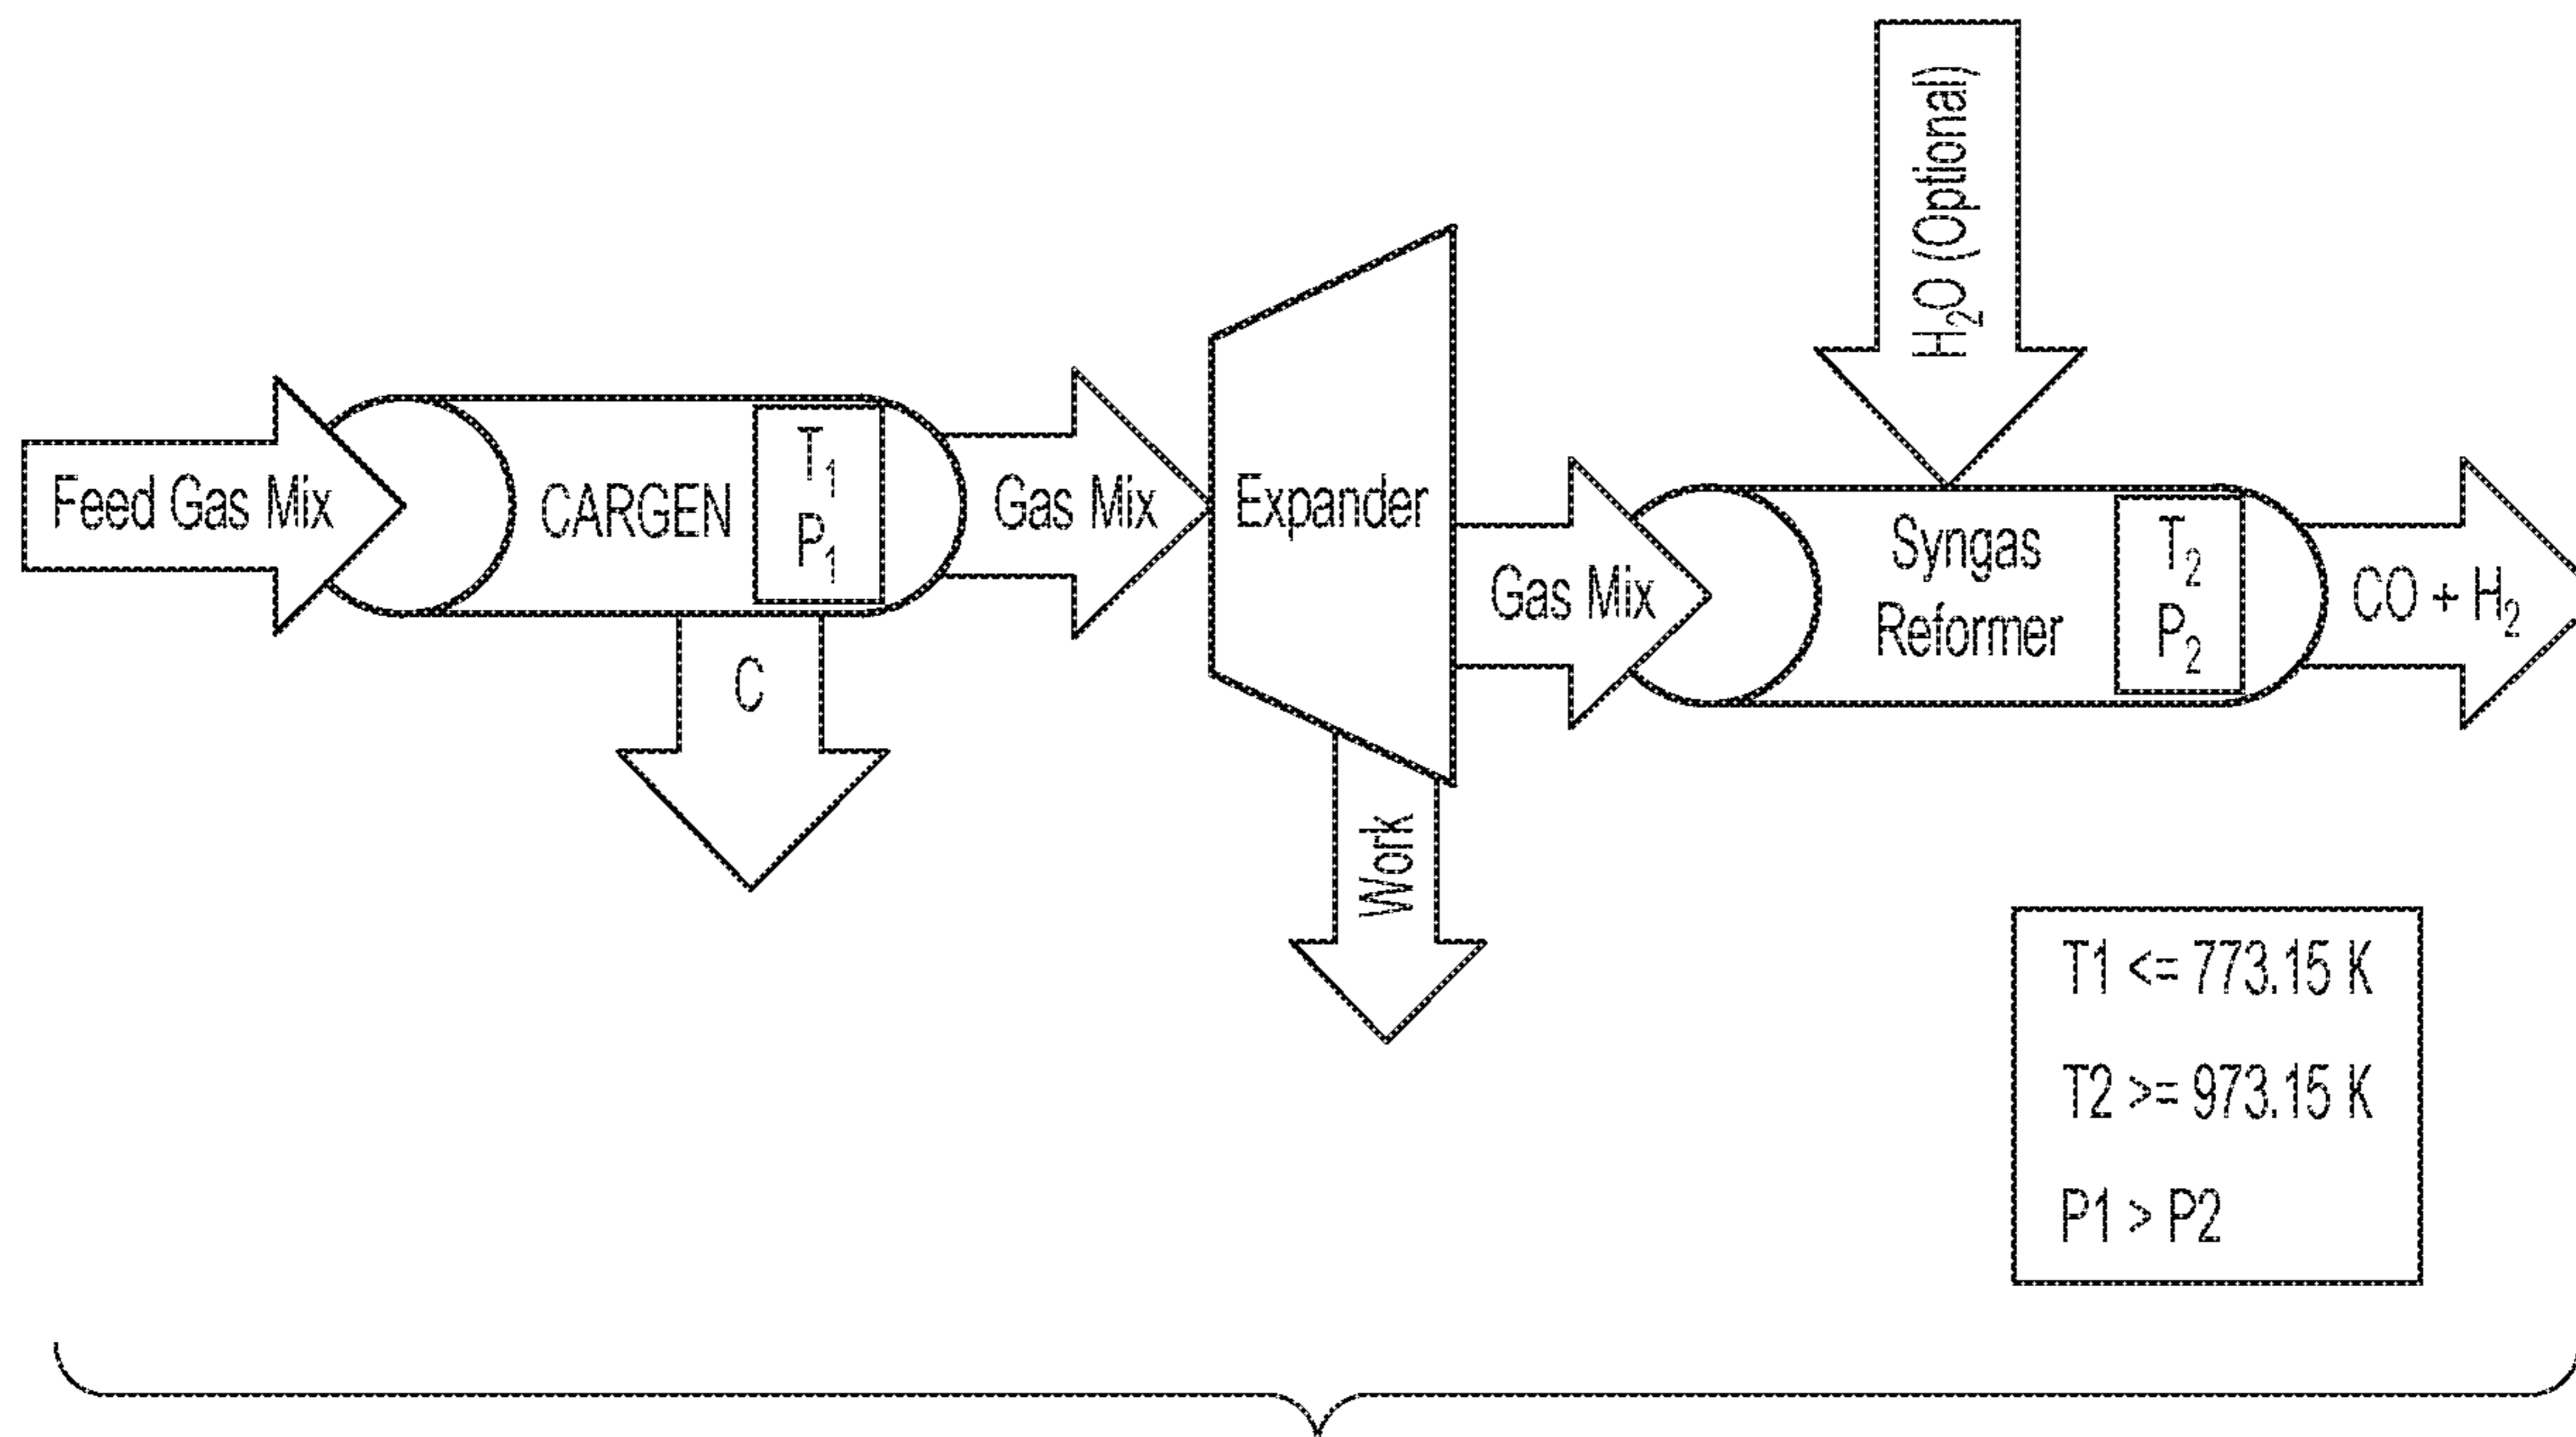 Feed Gas Mix
CARGEN
T₁
P₁
C
Gas Mix
Expander
Work
Gas Mix
H₂O (Optional)
Syngas
Reformer
T₂
P₂
CO + H₂
T1 <= 773.15 K
T2 >= 973.15 K
P1 > P2